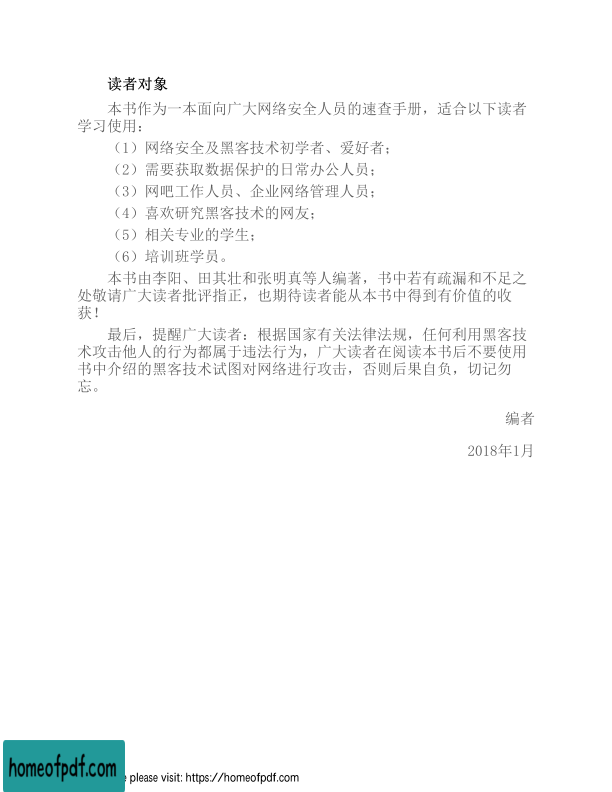 读者对象
本书作为一本面向广大网络安全人员的速查手册，适合以下读者
学习使用：
（1）网络安全及黑客技术初学者、爱好者；
（2）需要获取数据保护的日常办公人员；
（3）网吧工作人员、企业网络管理人员；
（4）喜欢研究黑客技术的网友；
（5）相关专业的学生；
（6）培训班学员。
本书由李阳、田其壮和张明真等人编著，书中若有疏漏和不足之
处敬请广大读者批评指正，也期待读者能从本书中得到有价值的收
获！
最后，提醒广大读者：根据国家有关法律法规，任何利用黑客技
术攻击他人的行为都属于违法行为，广大读者在阅读本书后不要使用
书中介绍的黑客技术试图对网络进行攻击，否则后果自负，切记勿
忘。
编者
2018年1月
homeofpdf.com
please visit: https://homeofpdf.com